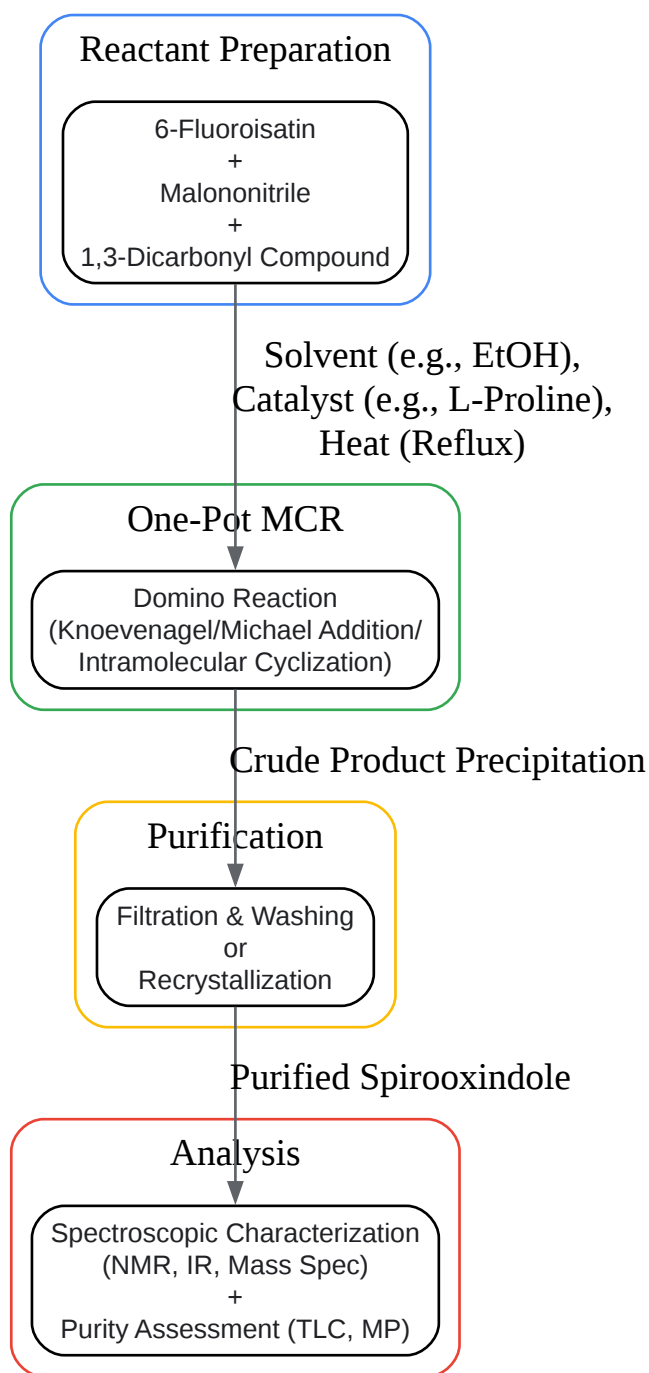 Reactant Preparation
6-Fluoroisatin
+
Malononitrile
+
1,3-Dicarbonyl Compound
Solvent (e.g., EtOH),
Catalyst (e.g., L-Proline),
Heat (Reflux)
One-Pot MCR
Domino Reaction
(Knoevenagel/Michael Addition/
Intramolecular Cyclization)
Crude Product Precipitation
Purification
Filtration & Washing
or
Recrystallization
Purified Spirooxindole
Analysis
Spectroscopic Characterization
(NMR, IR, Mass Spec)
+
Purity Assessment (TLC, MP)